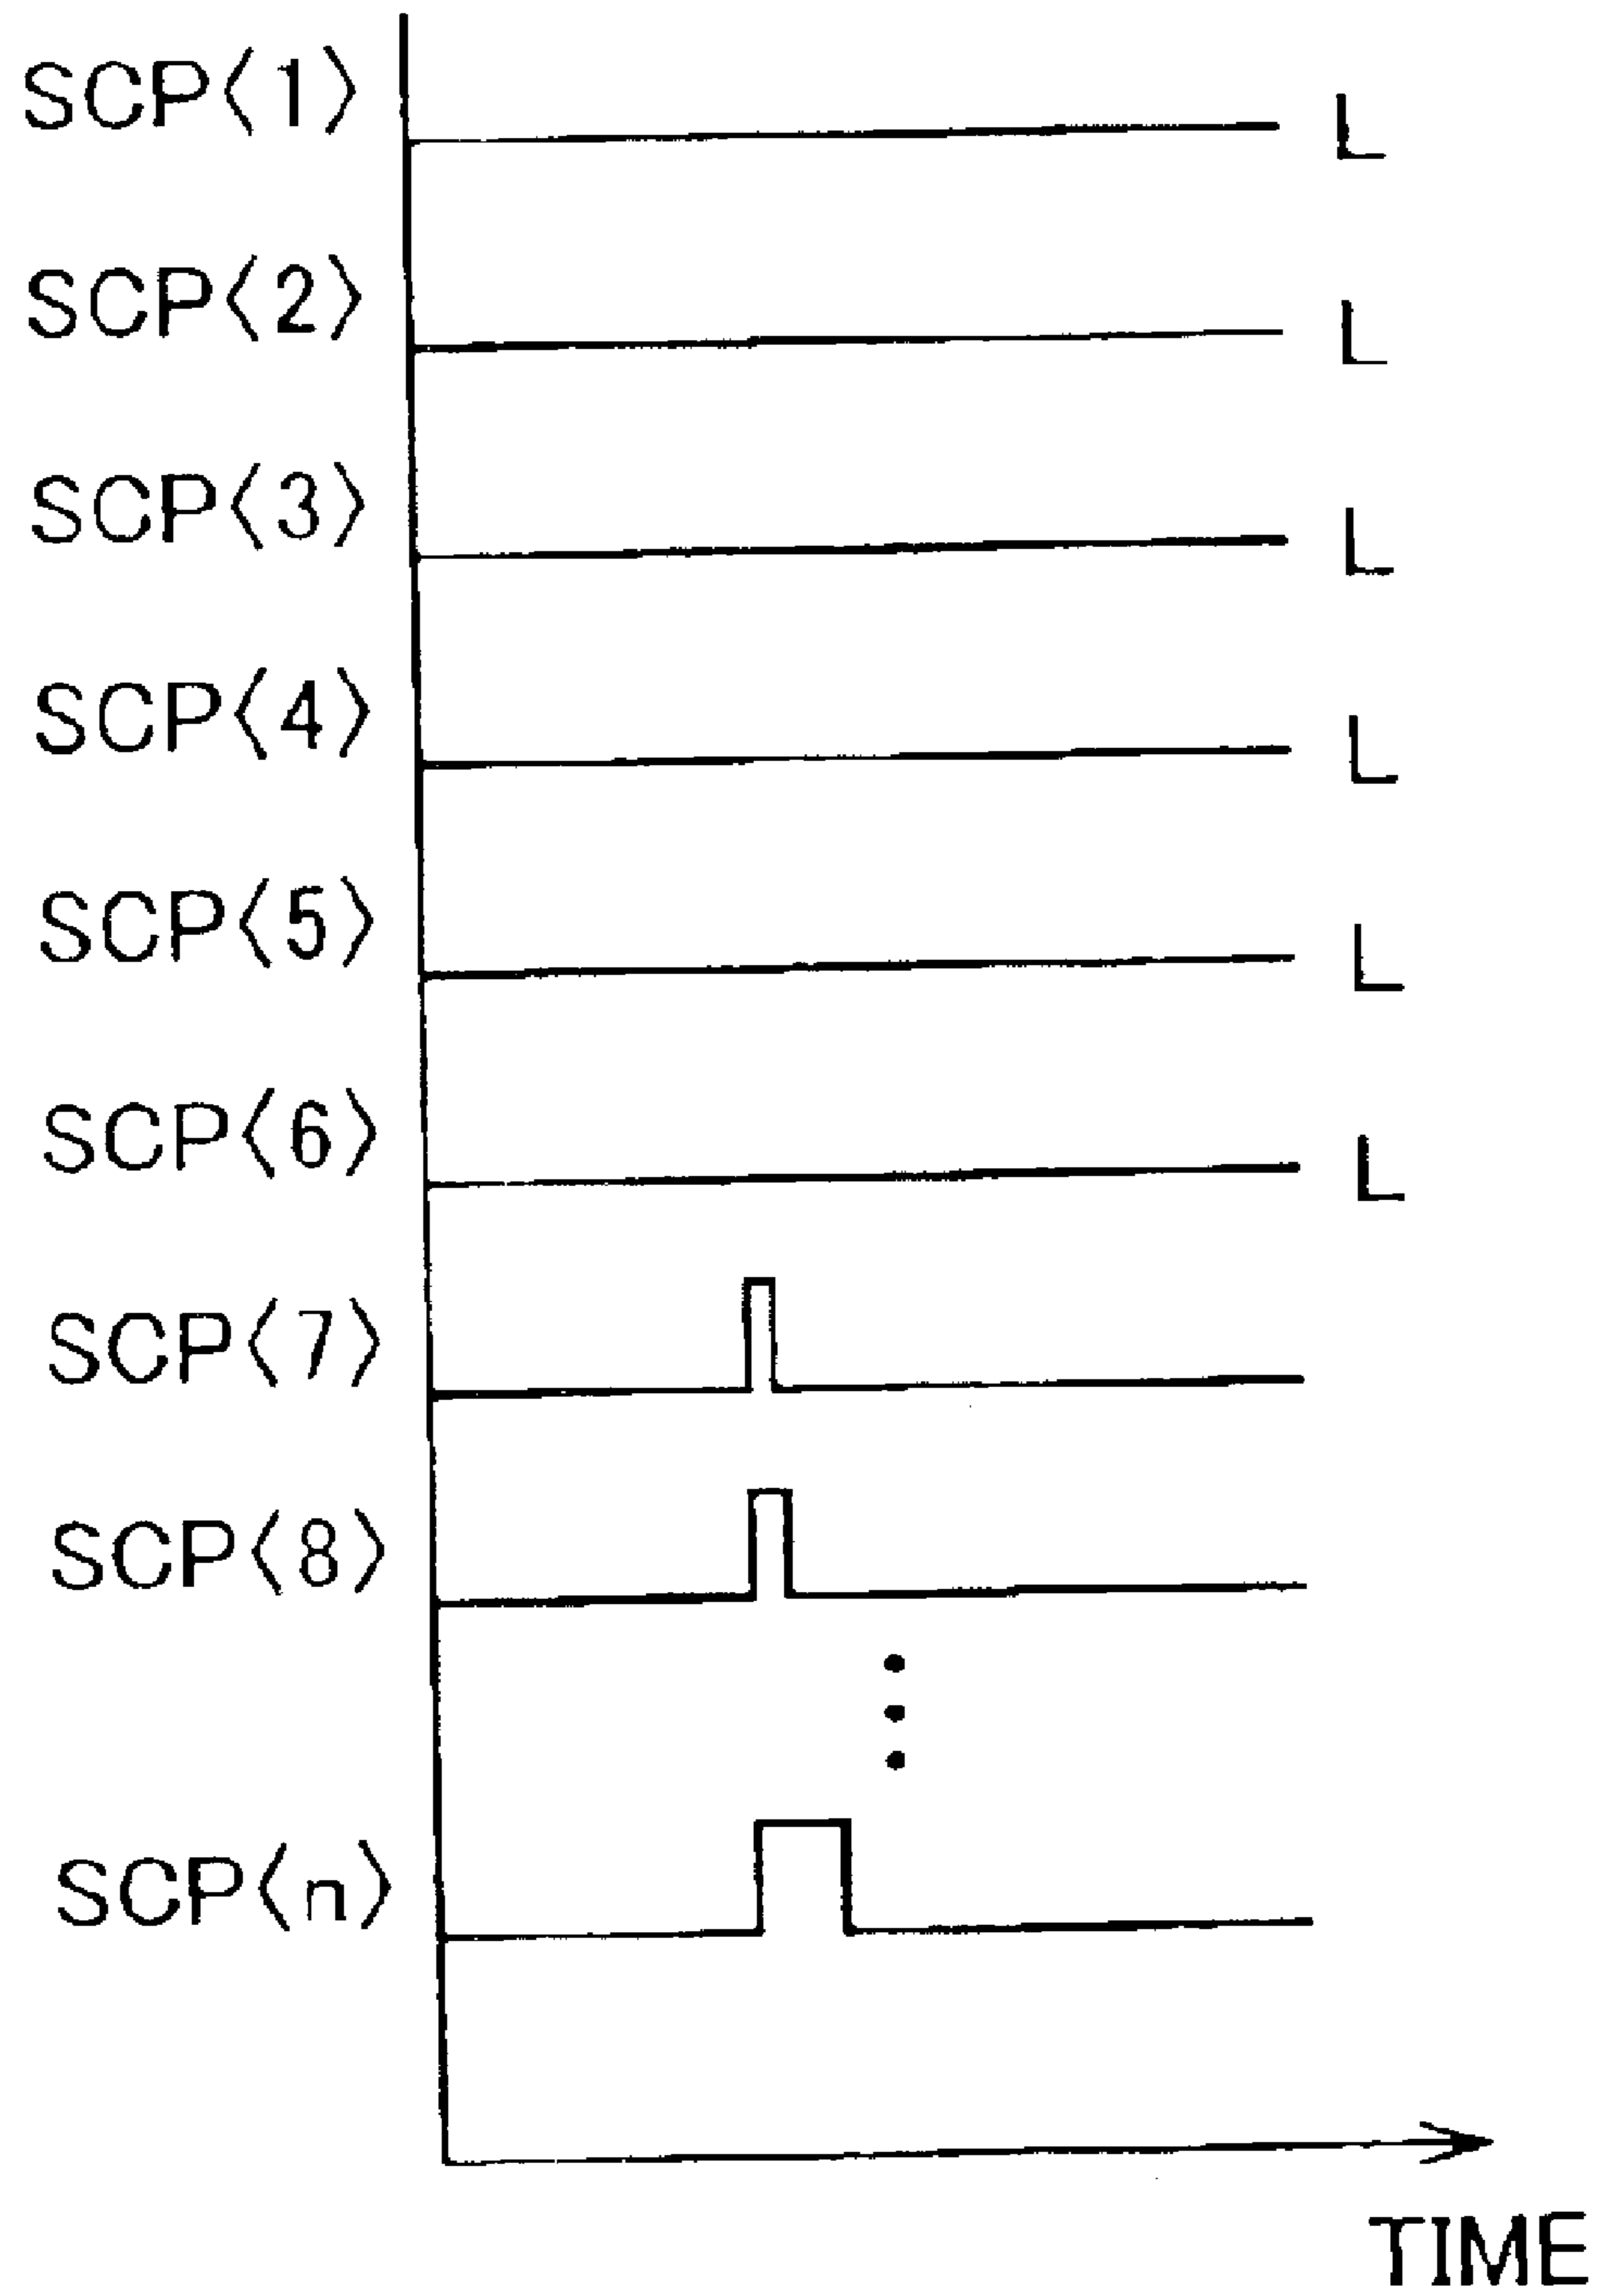 SCP〈1〉 L
SCP〈2〉 L
SCP〈3〉 L
SCP〈4〉 L
SCP〈5〉 L
SCP〈6〉 L
SCP〈7〉
SCP〈8〉
SCP〈n〉
TIME